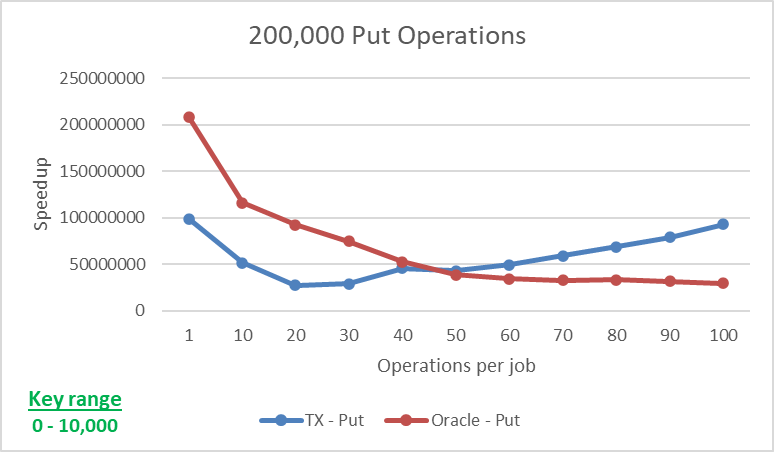 200,000 Put Operations
250000000
200000000
150000000
100000000
50000000
0
Speedup
1 10 20 30 40 50 60 70 80 90 100
Operations per job
Key range
0 - 10,000
TX - Put Oracle - Put